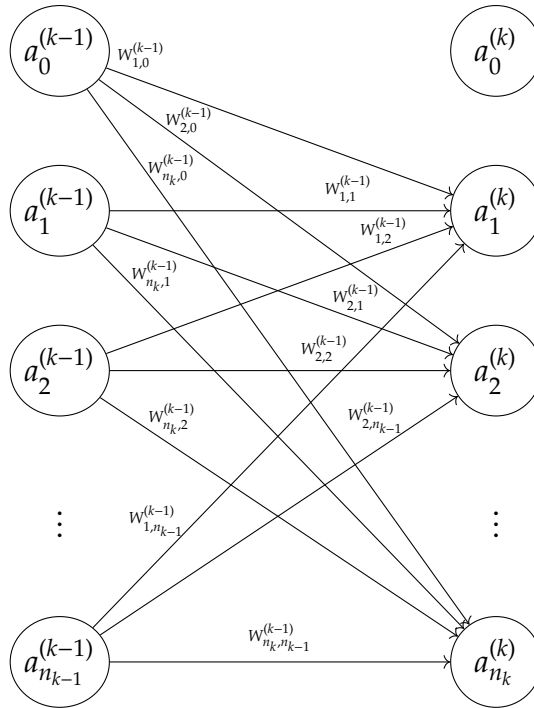 a_0^{(k−1)} a_0^{(k)}
W_{1,0}^{(k−1)}
W_{2,0}^{(k−1)}
W_{n_k,0}^{(k−1)}
W_{1,1}^{(k−1)}
a_1^{(k−1)} a_1^{(k)}
W_{1,2}^{(k−1)}
W_{n_k,1}^{(k−1)}
W_{2,1}^{(k−1)}
W_{2,2}^{(k−1)}
a_2^{(k−1)} a_2^{(k)}
W_{n_k,2}^{(k−1)} W_{2,n_{k−1}}^{(k−1)}
W_{1,n_{k−1}}^{(k−1)}
⋮ ⋮
W_{n_k,n_{k−1}}^{(k−1)}
a_{n_{k−1}}^{(k−1)} a_{n_k}^{(k)}